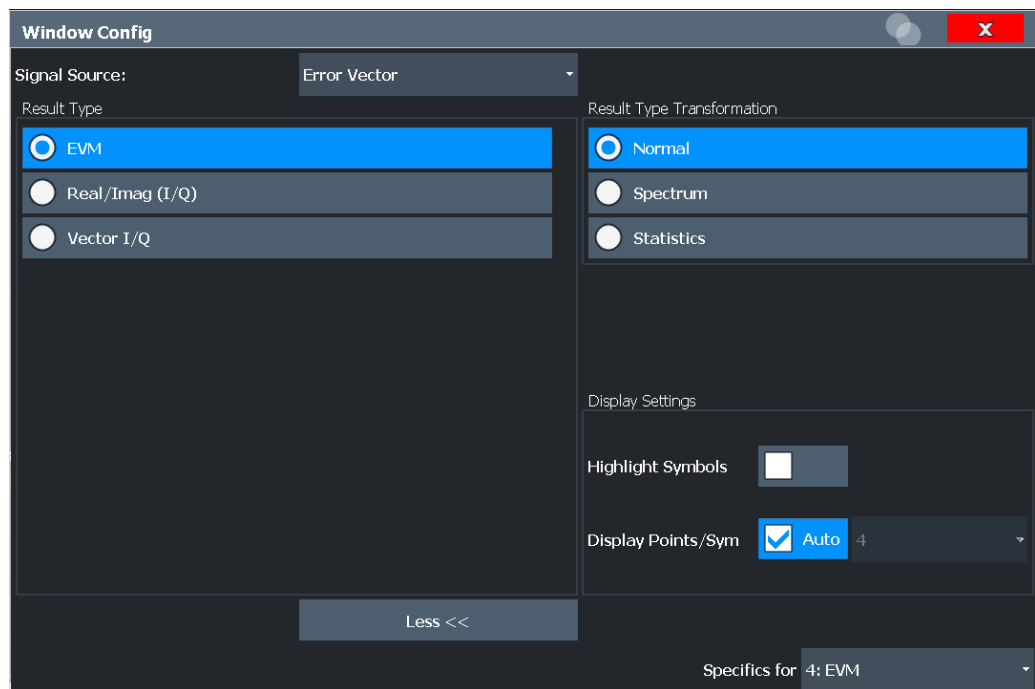 Window Config
X
Signal Source:
Error Vector
Result Type
EVM
Real/Imag (I/Q)
Vector I/Q
Result Type Transformation
Normal
Spectrum
Statistics
Display Settings
Highlight Symbols
Display Points/Sym
Auto
4
Less <<
Specifics for
4: EVM